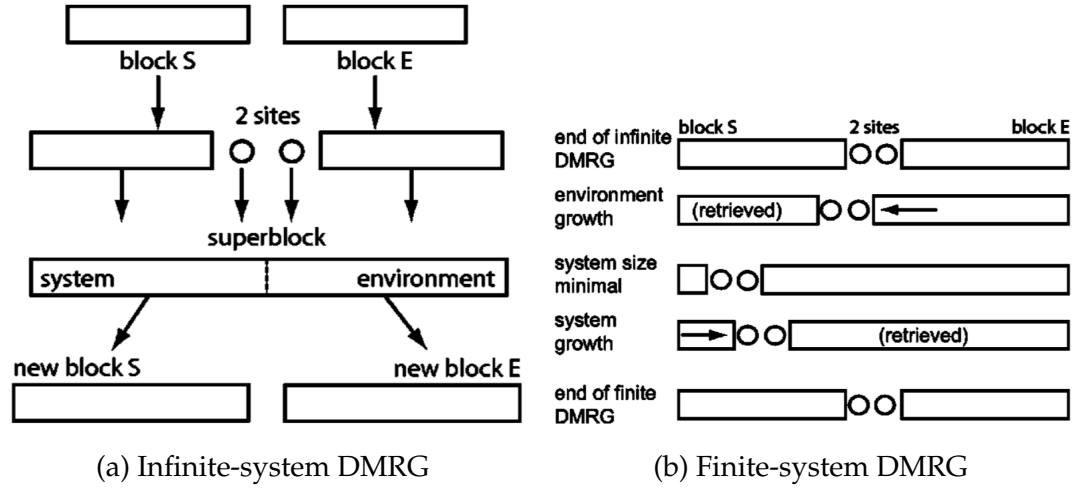 block S
block E
2 sites
superblock
system
environment
new block S
new block E
(a) Infinite-system DMRG
block S
2 sites
block E
end of infinite
DMRG
environment
growth
(retrieved)
system size
minimal
system
growth
(retrieved)
end of finite
DMRG
(b) Finite-system DMRG